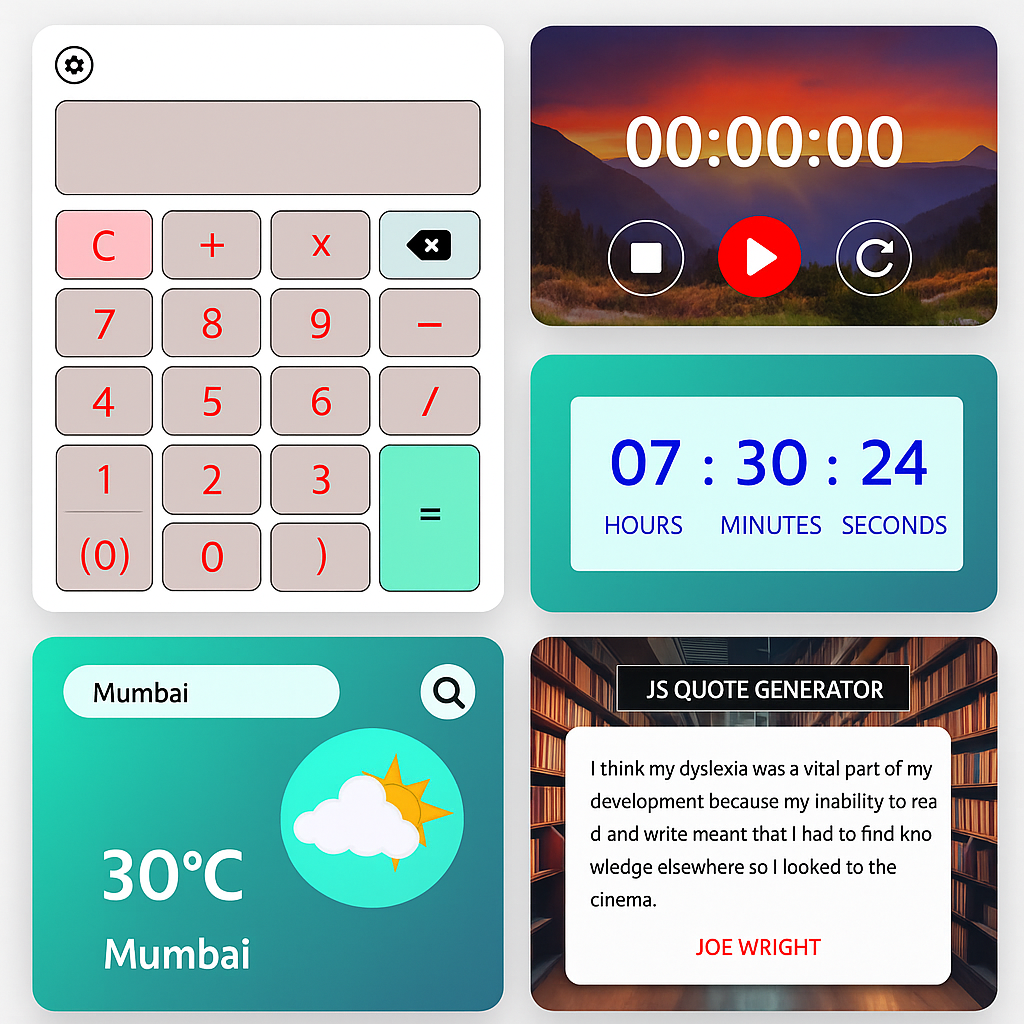 C + x
7 8 9 −
4 5 6 /
1 2 3 =
(0) 0 )
00:00:00
07 : 30 : 24
HOURS MINUTES SECONDS
Mumbai
30°C
Mumbai
JS QUOTE GENERATOR
I think my dyslexia was a vital part of my
development because my inability to rea
d and write meant that I had to find kno
wledge elsewhere so I looked to the
cinema.
JOE WRIGHT